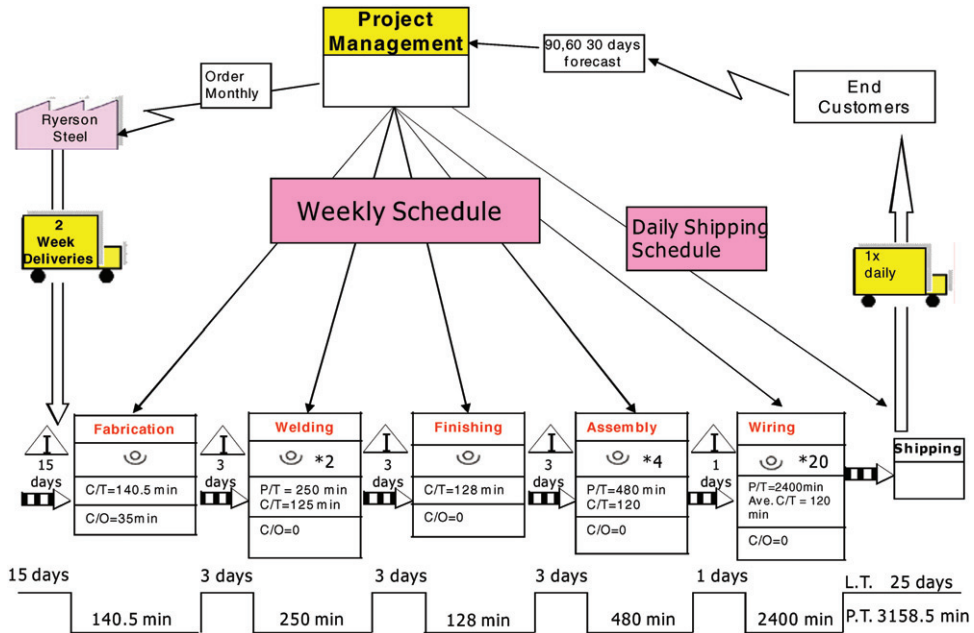 Project
Management
90,60 30 days
forecast
Order
Monthly
End
Customers
Ryerson
Steel
Weekly Schedule
Daily Shipping
Schedule
2
Week
Deliveries
1x
daily
I
15
days
Fabrication
C/T=140.5 min
C/O=35min
I
3
days
Welding
*2
P/T = 250 min
C/T=125 min
C/O=0
I
3
days
Finishing
C/T=128 min
C/O=0
I
3
days
Assembly
*4
P/T=480 min
C/T=120
C/O=0
I
1
days
Wiring
*20
P/T=2400min
Ave. C/T = 120
min
C/O=0
Shipping
15 days
140.5 min
3 days
250 min
3 days
128 min
3 days
480 min
1 days
2400 min
L.T. 25 days
P.T. 3158.5 min